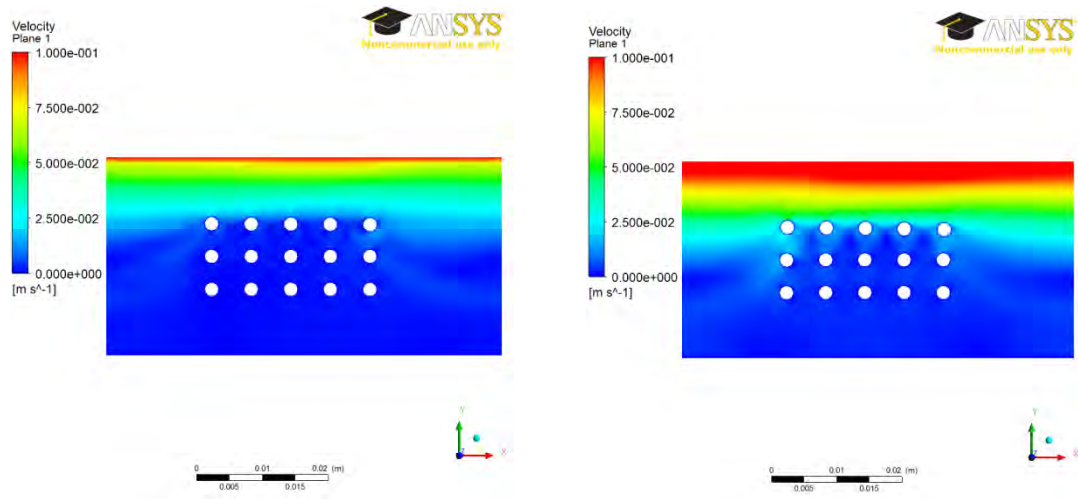 Velocity
Plane 1
ANSYS
Noncommercial use only
1.000e-001
7.500e-002
5.000e-002
2.500e-002
0.000e+000
[m s^-1]
Y
Z
X
0
0.01
0.02
(m)
0.005
0.015
Velocity
Plane 1
ANSYS
Noncommercial use only
1.000e-001
7.500e-002
5.000e-002
2.500e-002
0.000e+000
[m s^-1]
Y
Z
X
0
0.01
0.02
(m)
0.005
0.015